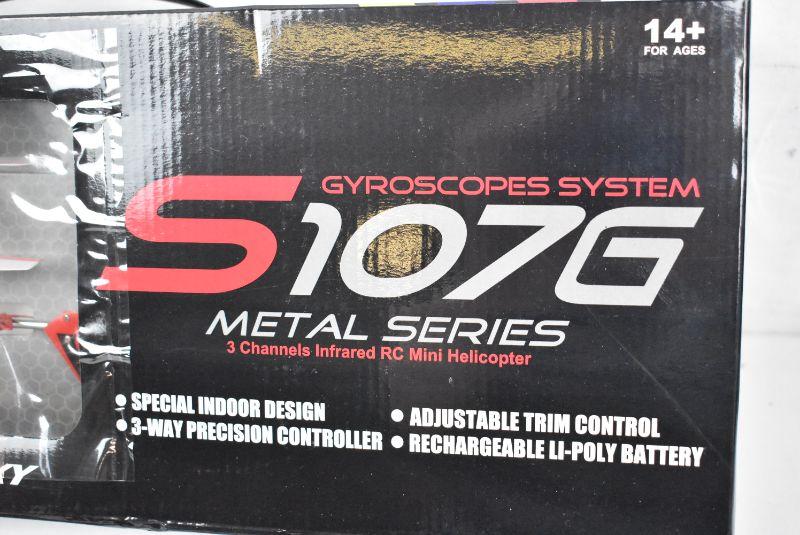 14+
FOR AGES
GYROSCOPES SYSTEM
S107G
METAL SERIES
3 Channels Infrared RC Mini Helicopter
● SPECIAL INDOOR DESIGN
● 3-WAY PRECISION CONTROLLER
● ADJUSTABLE TRIM CONTROL
● RECHARGEABLE LI-POLY BATTERY